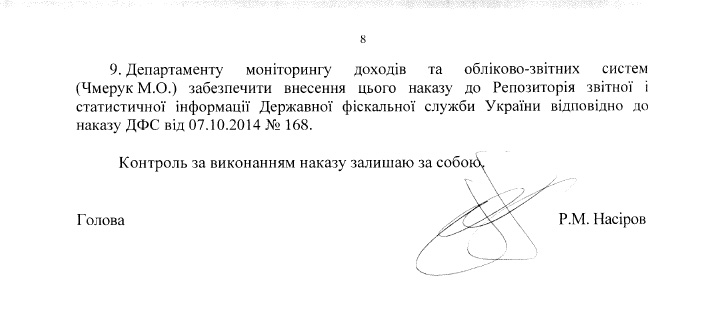 8
9. Департаменту моніторингу доходів та обліково-звітних систем
(Чмерук М.О.) забезпечити внесення цього наказу до Репозиторія звітної і
статистичної інформації Державної фіскальної служби України відповідно до
наказу ДФС від 07.10.2014 № 168.
Контроль за виконанням наказу залишаю за собою.
Голова Р.М. Насіров